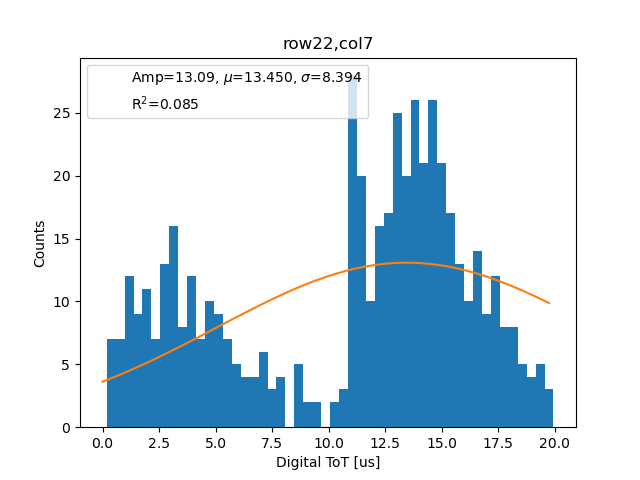 row22,col7
Amp=13.09, μ=13.450, σ=8.394
R²=0.085
Counts
25
20
15
10
5
0
0.0 2.5 5.0 7.5 10.0 12.5 15.0 17.5 20.0
Digital ToT [us]